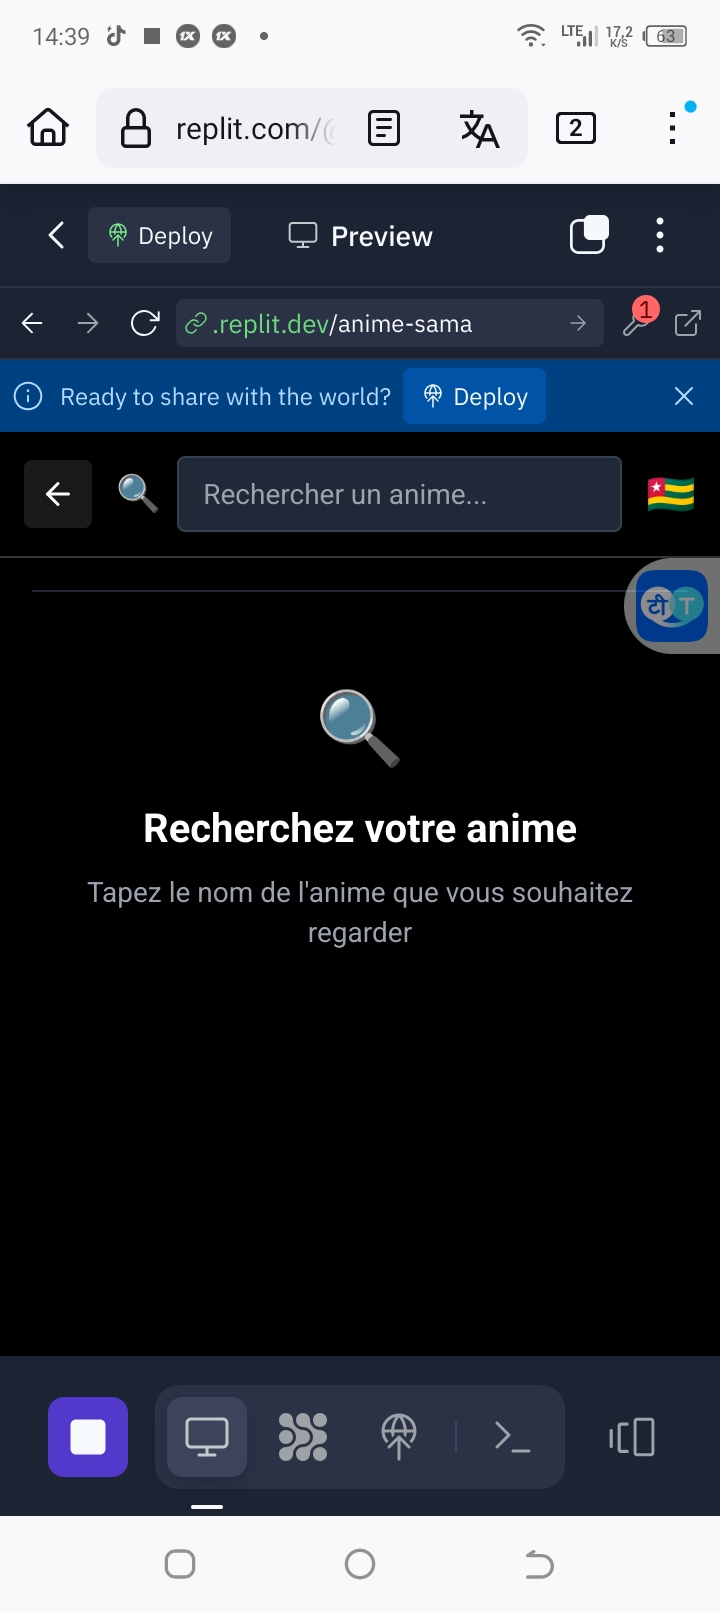 14:39
1X
1X
LTE
17,2
K/S
63
replit.com/
2
Deploy
Preview
.replit.dev/anime-sama
1
Ready to share with the world?
Deploy
Rechercher un anime...
टी T
Recherchez votre anime
Tapez le nom de l'anime que vous souhaitez
regarder